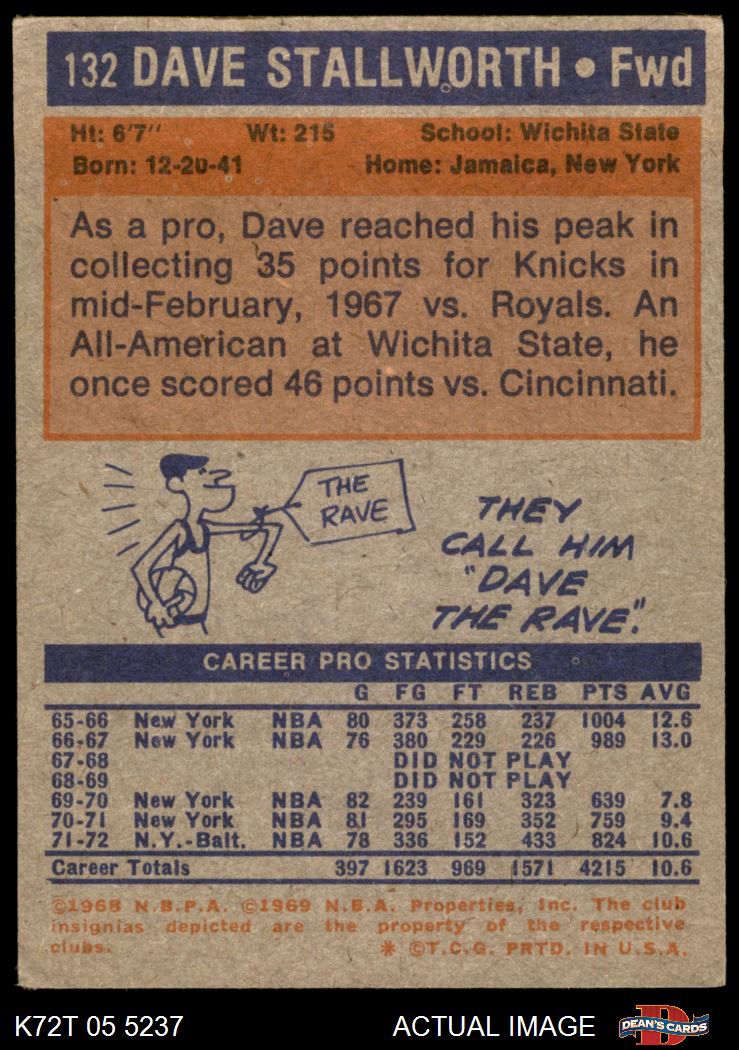 132 DAVE STALLWORTH • Fwd
Ht: 6'7" Wt: 215 School: Wichita State
Born: 12-20-41 Home: Jamaica, New York
As a pro, Dave reached his peak in
collecting 35 points for Knicks in
mid-February, 1967 vs. Royals. An
All-American at Wichita State, he
once scored 46 points vs. Cincinnati.
THE
RAVE
THEY
CALL HIM
"DAVE
THE RAVE."
CAREER PRO STATISTICS
G FG FT REB PTS AVG
65-66 New York NBA 80 373 258 237 1004 12.6
66-67 New York NBA 76 380 229 226 989 13.0
67-68 DID NOT PLAY
68-69 DID NOT PLAY
69-70 New York NBA 82 239 161 323 639 7.8
70-71 New York NBA 81 295 169 352 759 9.4
71-72 N.Y.-Balt. NBA 78 336 152 433 824 10.6
Career Totals 397 1623 969 1571 4215 10.6
©1968 N.B.P.A. ©1969 N.B.A. Properties, Inc. The club
insignias depicted are the property of the respective
clubs. * ©T.C.G. PRTD. IN U.S.A.
K72T 05 5237 ACTUAL IMAGE
D
DEAN'S CARDS